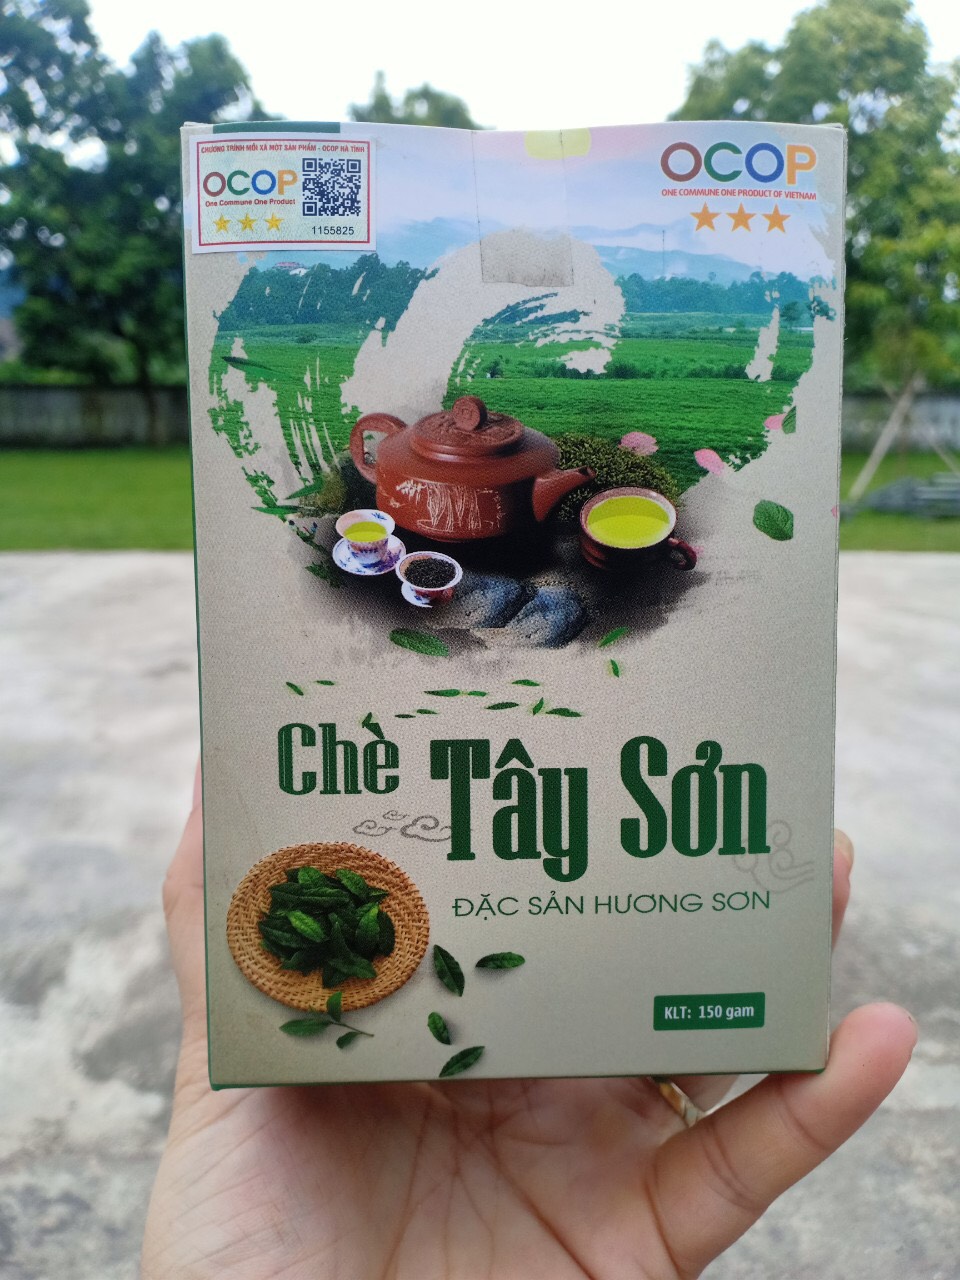 CHƯƠNG TRÌNH MỖI XÃ MỘT SẢN PHẨM - OCOP HÀ TĨNH
OCOP
One Commune One Product
1155825
OCOP
ONE COMMUNE ONE PRODUCT OF VIETNAM
Chè Tây Sơn
ĐẶC SẢN HƯƠNG SƠN
KLT: 150 gam